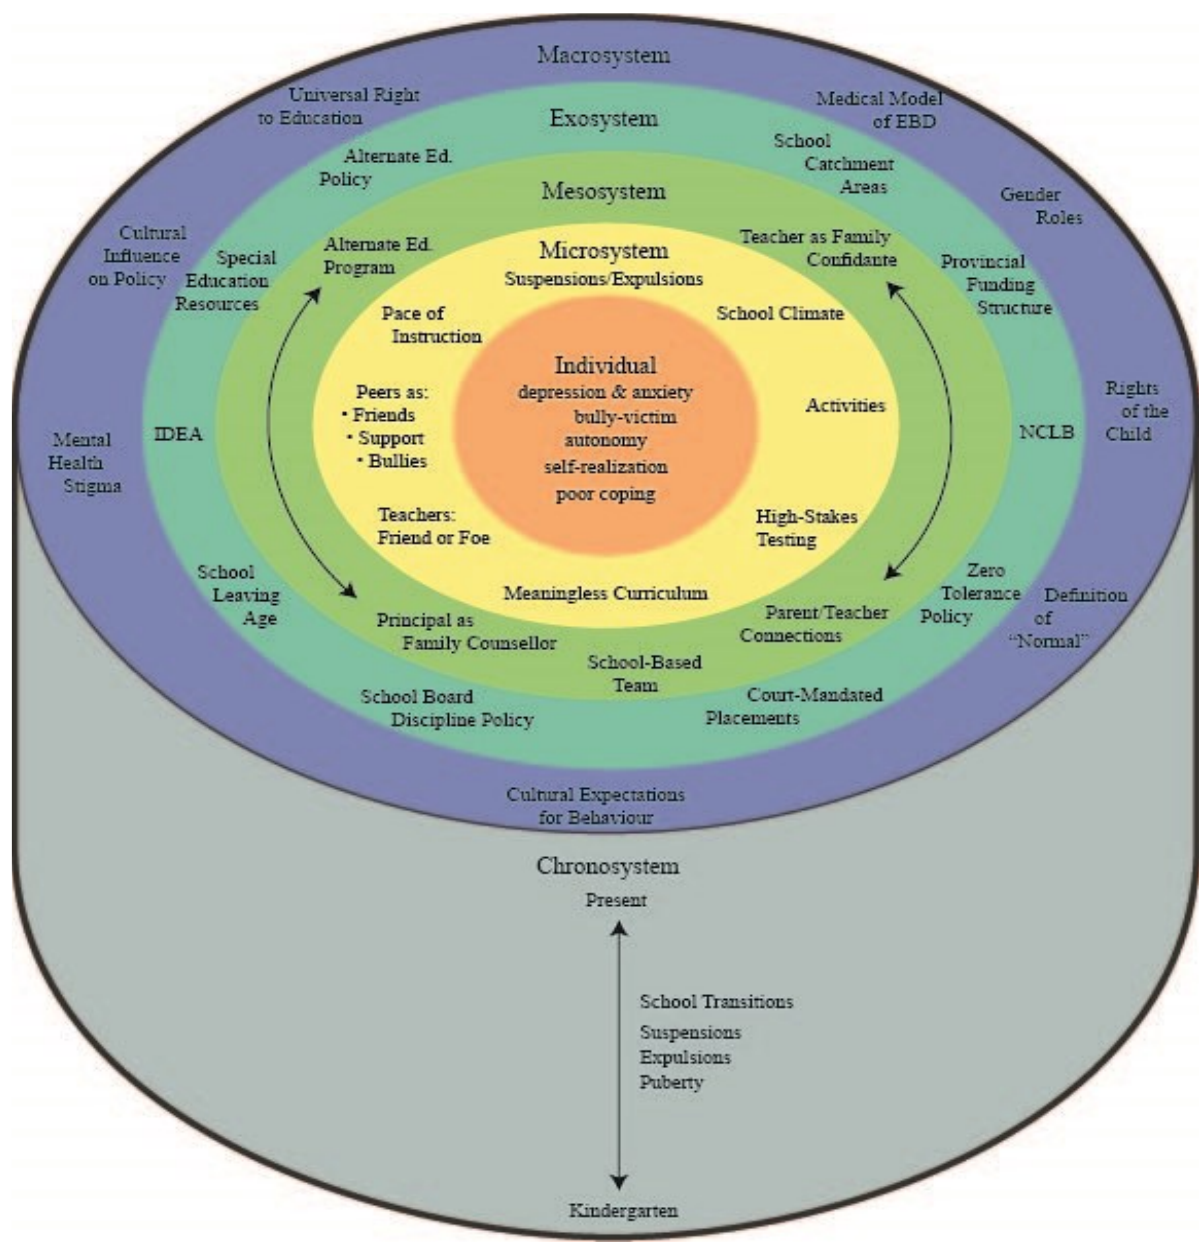 Macrosystem
Universal Right
to Education
Medical Model
of EBD
Cultural
Influence
on Policy
Gender
Roles
Mental
Health
Stigma
Rights
of the
Child
Definition
of
“Normal”
Cultural Expectations
for Behaviour
Exosystem
Alternate Ed.
Policy
School
Catchment
Areas
Special
Education
Resources
Provincial
Funding
Structure
IDEA
NCLB
School
Leaving
Age
Zero
Tolerance
Policy
School Board
Discipline Policy
Court-Mandated
Placements
Mesosystem
Alternate Ed.
Program
Teacher as Family
Confidante
Principal as
Family Counsellor
School-Based
Team
Parent/Teacher
Connections
Microsystem
Suspensions/Expulsions
Pace of
Instruction
School Climate
Peers as:
• Friends
• Support
• Bullies
Activities
Teachers:
Friend or Foe
High-Stakes
Testing
Meaningless Curriculum
Individual
depression & anxiety
bully-victim
autonomy
self-realization
poor coping
Chronosystem
Present
School Transitions
Suspensions
Expulsions
Puberty
Kindergarten